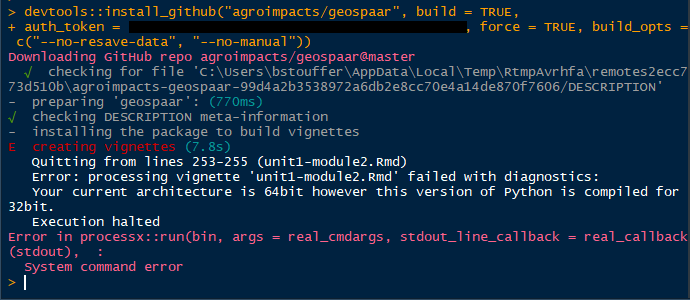 > devtools::install_github("agroimpacts/geospaar", build = TRUE,
+ auth_token = , force = TRUE, build_opts =
c("--no-resave-data", "--no-manual"))
Downloading GitHub repo agroimpacts/geospaar@master
√ checking for file 'C:\Users\bstouffer\AppData\Local\Temp\RtmpAvrhfa\remotes2ecc7
73d510b\agroimpacts-geospaar-99d4a2b3538972a6db2e8cc70e4a14de870f7606/DESCRIPTION'
- preparing 'geospaar': (770ms)
√ checking DESCRIPTION meta-information
- installing the package to build vignettes
E creating vignettes (7.8s)
Quitting from lines 253-255 (unit1-module2.Rmd)
Error: processing vignette 'unit1-module2.Rmd' failed with diagnostics:
Your current architecture is 64bit however this version of Python is compiled for
32bit.
Execution halted
Error in processx::run(bin, args = real_cmdargs, stdout_line_callback = real_callback
(stdout), :
System command error
>